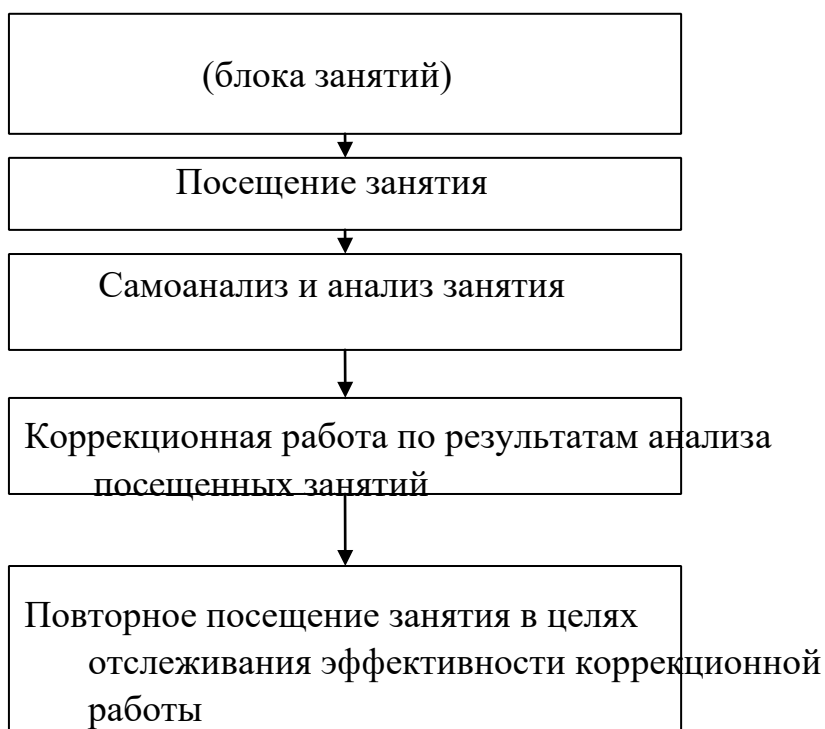 (блока занятий)
Посещение занятия
Самоанализ и анализ занятия
Коррекционная работа по результатам анализа
посещенных занятий
Повторное посещение занятия в целях
отслеживания эффективности коррекционной
работы